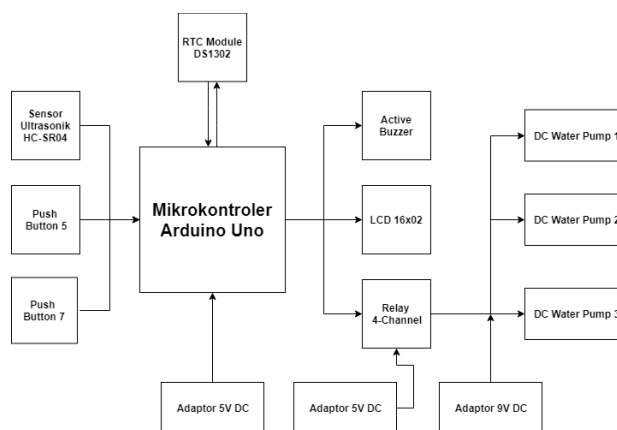 RTC Module
DS1302
Sensor
Ultrasonik
HC-SR04
Active
Buzzer
DC Water Pump 1
Push
Button 5
Mikrokontroler
Arduino Uno
LCD 16x02
DC Water Pump 2
Push
Button 7
Relay
4-Channel
DC Water Pump 3
Adaptor 5V DC
Adaptor 5V DC
Adaptor 9V DC